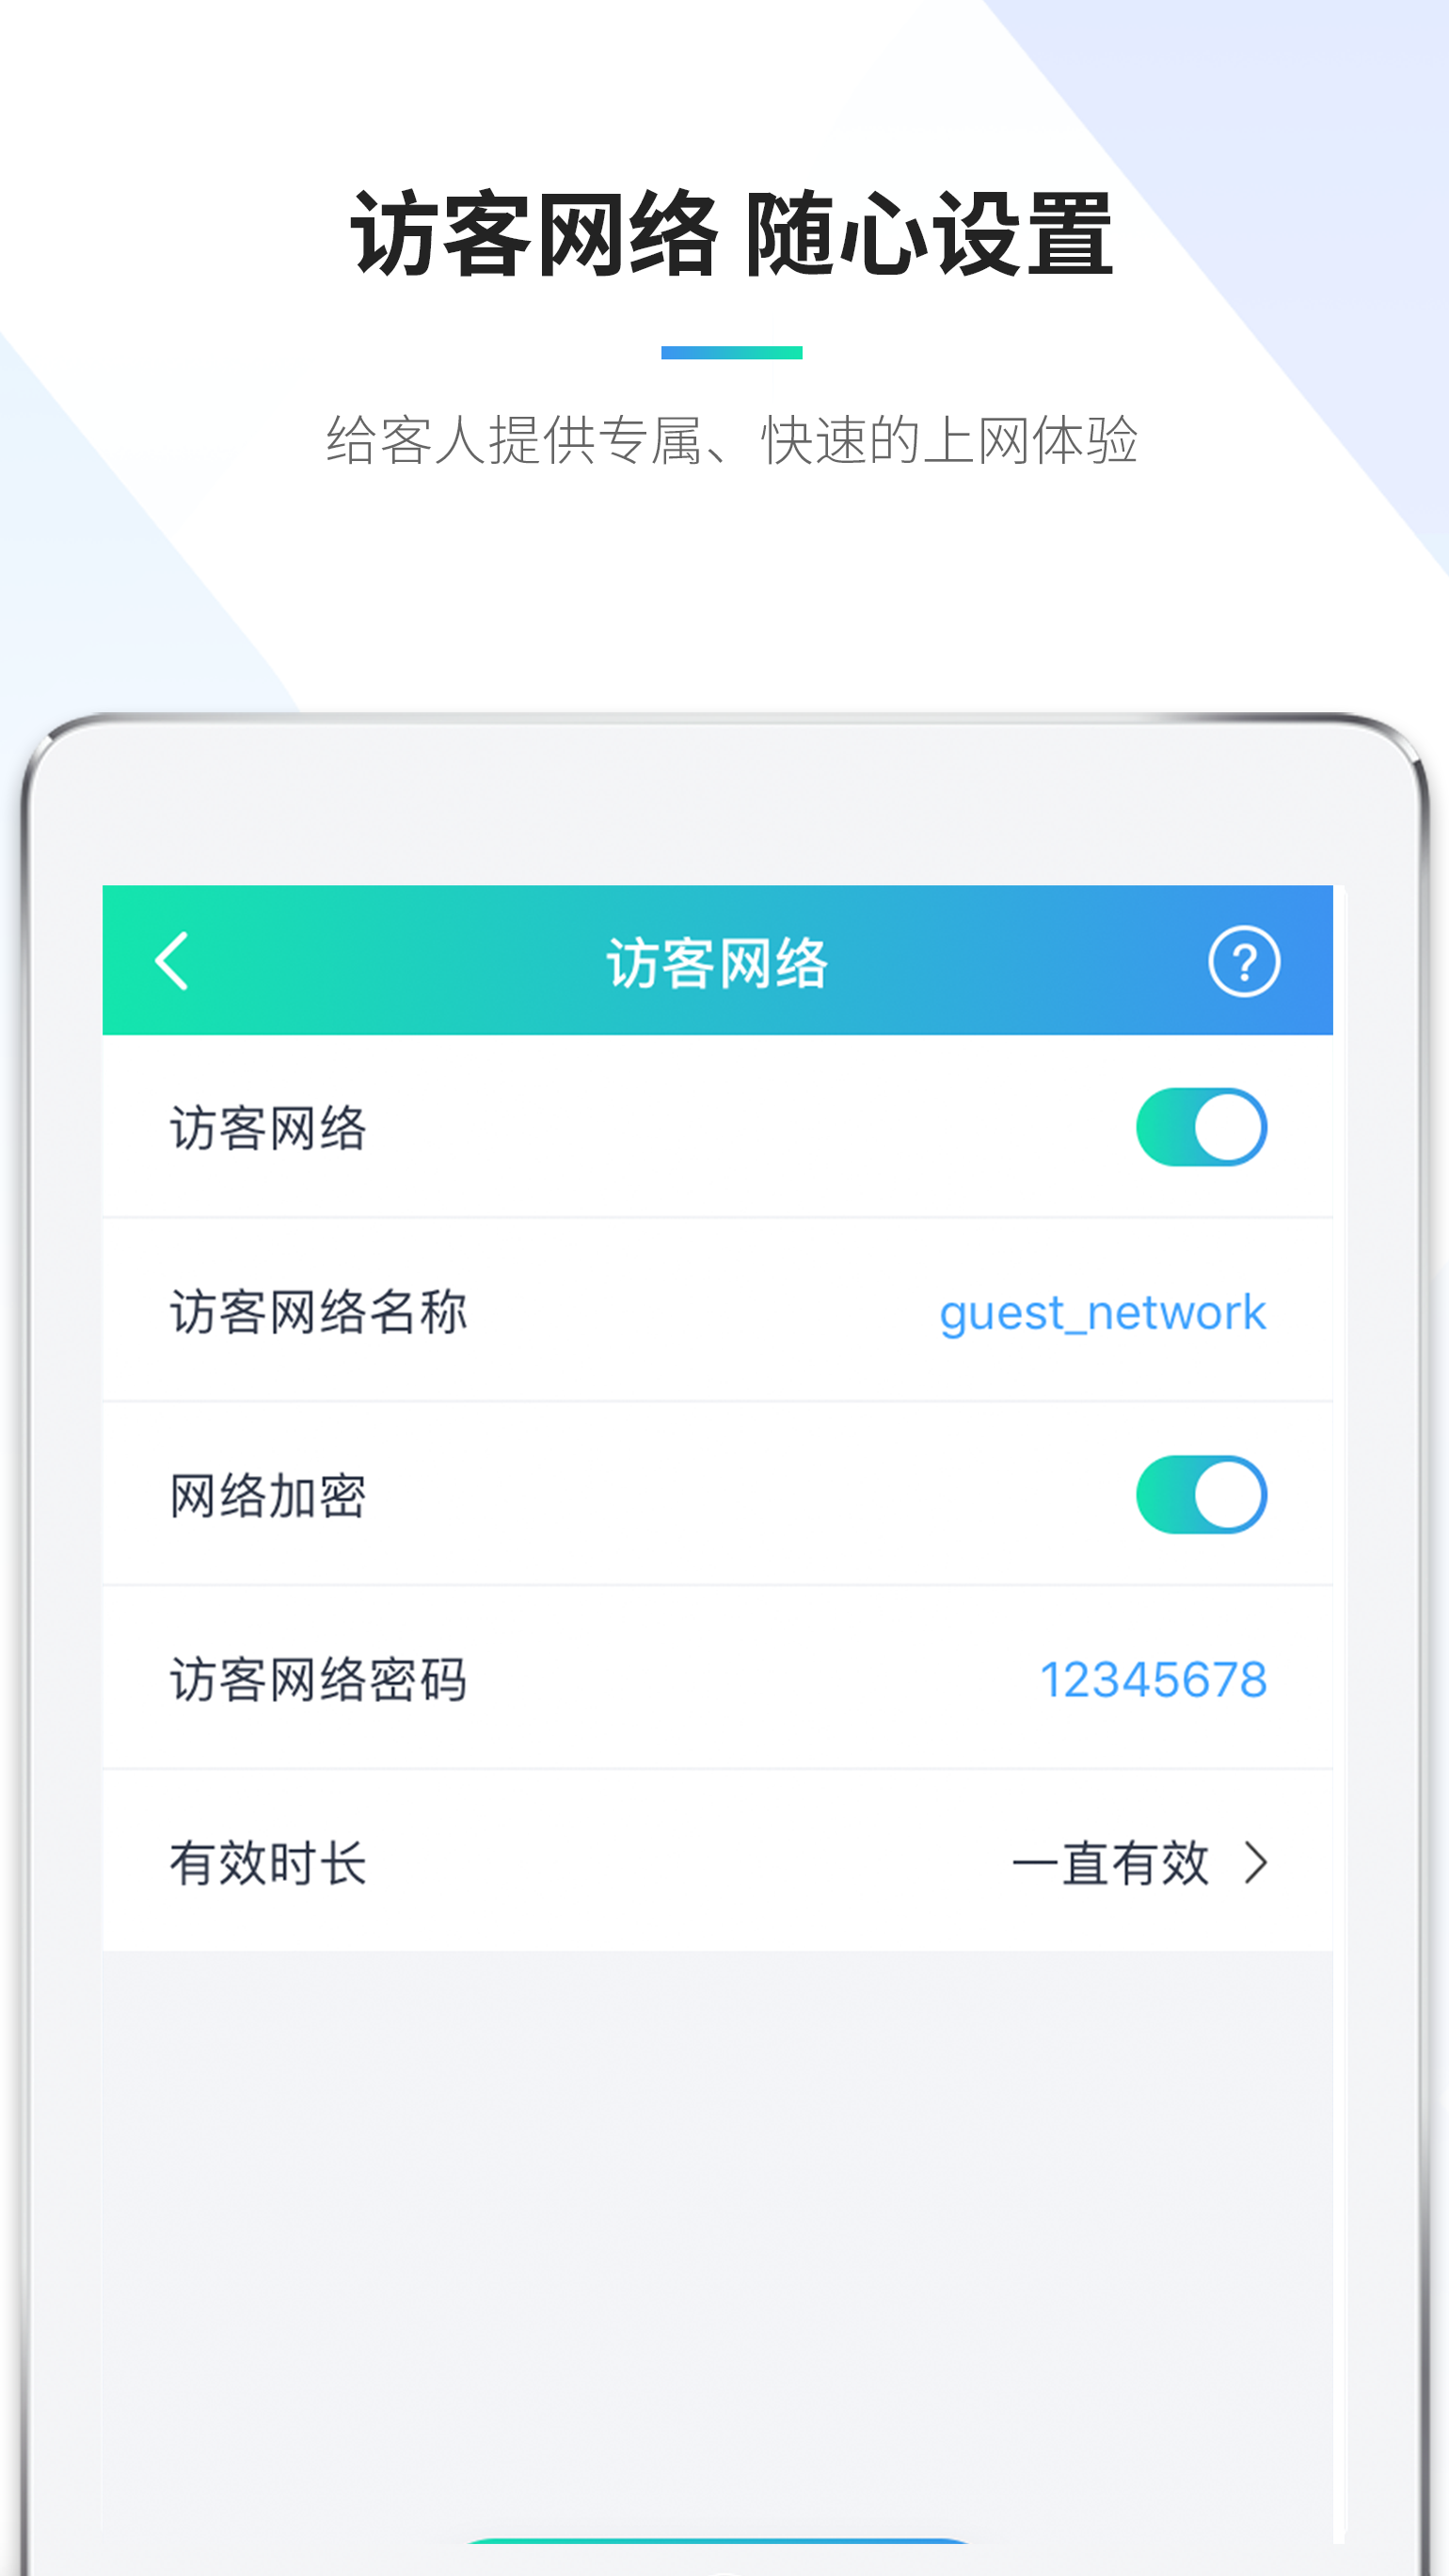 访客网络 随心设置
给客人提供专属、快速的上网体验
访客网络
?
访客网络
访客网络名称 guest_network
网络加密
访客网络密码 12345678
有效时长 一直有效